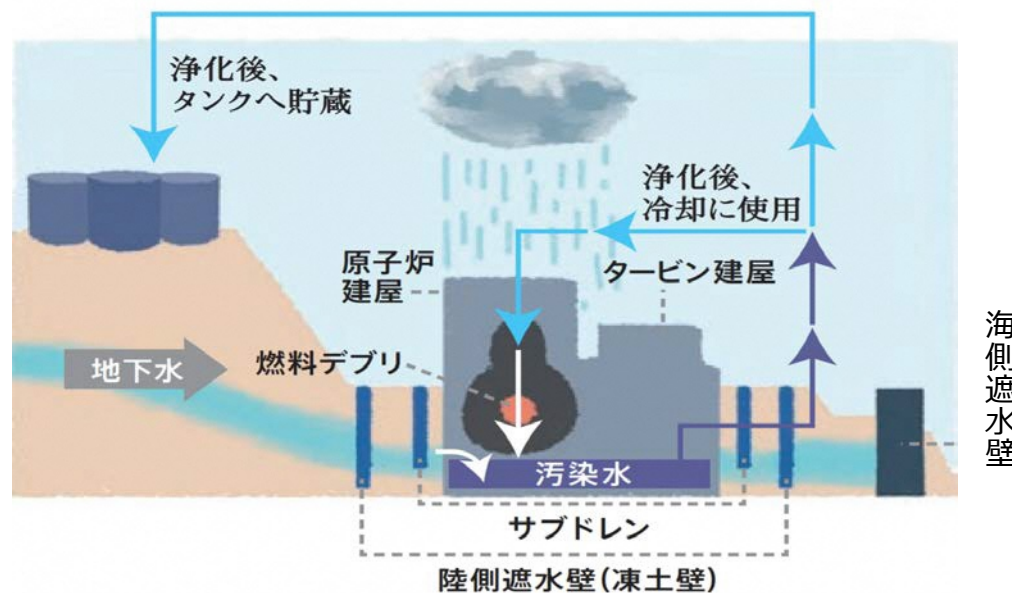 浄化後、
タンクへ貯蔵
浄化後、
冷却に使用
原子炉
建屋
タービン建屋
燃料デブリ
地下水
汚染水
サブドレン
陸側遮水壁(凍土壁)
海側遮水壁